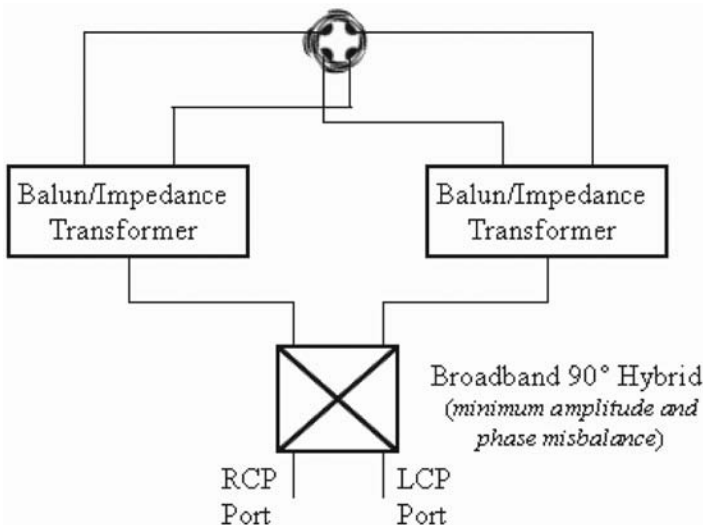 Balun/Impedance
Transformer
Balun/Impedance
Transformer
Broadband 90° Hybrid
(minimum amplitude and
phase misbalance)
RCP
Port
LCP
Port